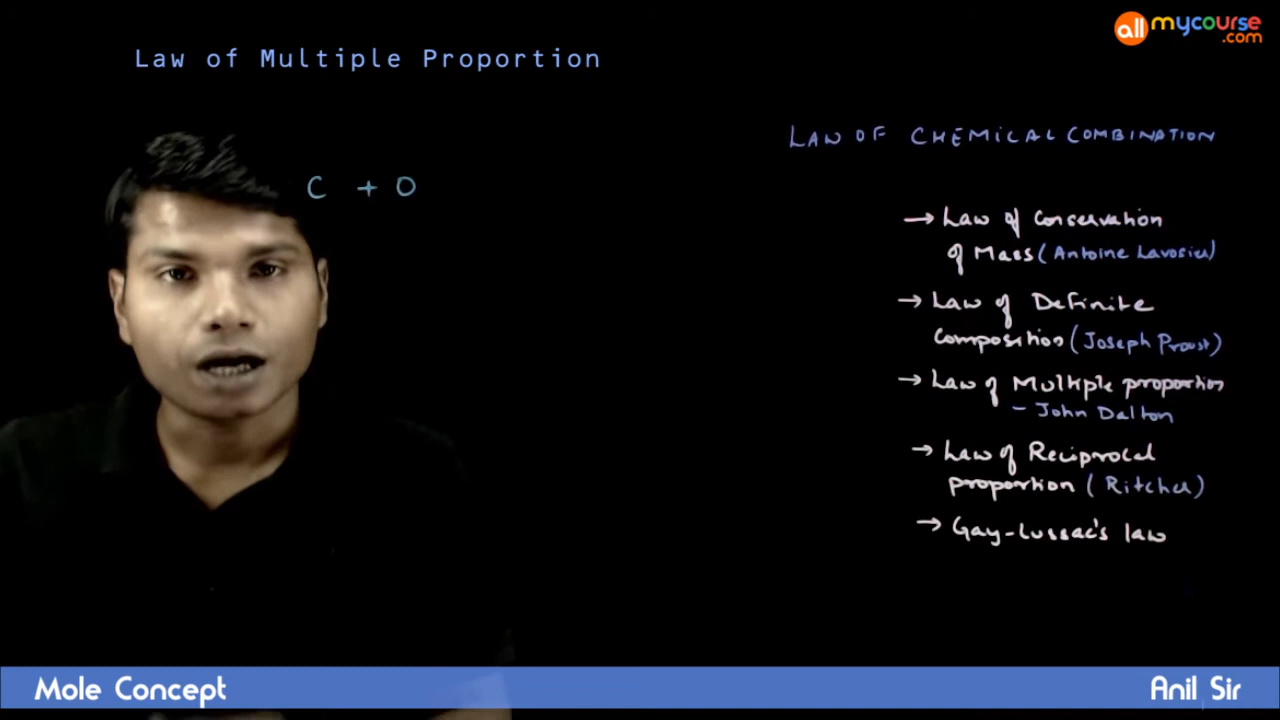 all mycourse .com
Law of Multiple Proportion
LAW OF CHEMICAL COMBINATION
C + O
→ Law of Conservation
of Mass (Antoine Lavosier)
→ Law of Definite
Composition (Joseph Proust)
→ Law of Multiple proportion
- John Dalton
→ Law of Reciprocal
proportion (Ritcher)
→ Gay-Lussac's law
Mole Concept
Anil Sir